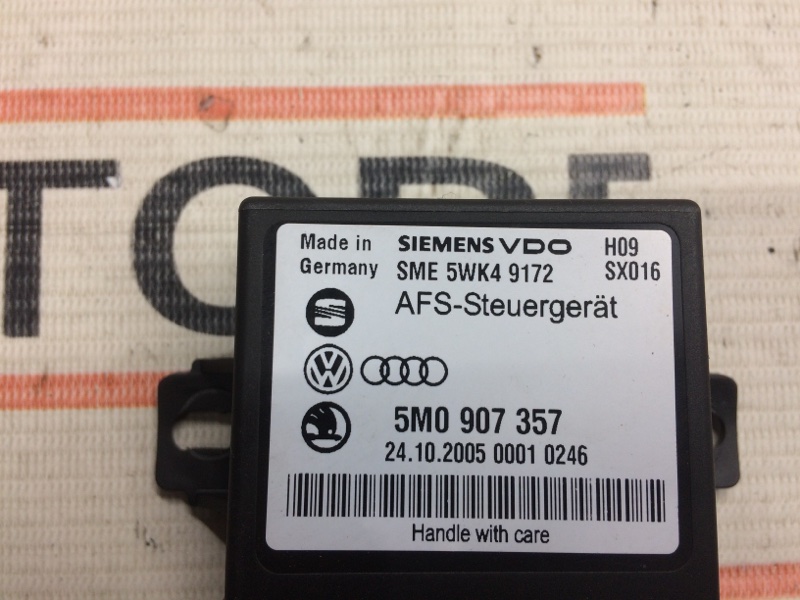 Made in SIEMENS VDO H09
Germany SME 5WK4 9172 SX016
AFS-Steuergerät
5M0 907 357
24.10.2005 0001 0246
Handle with care